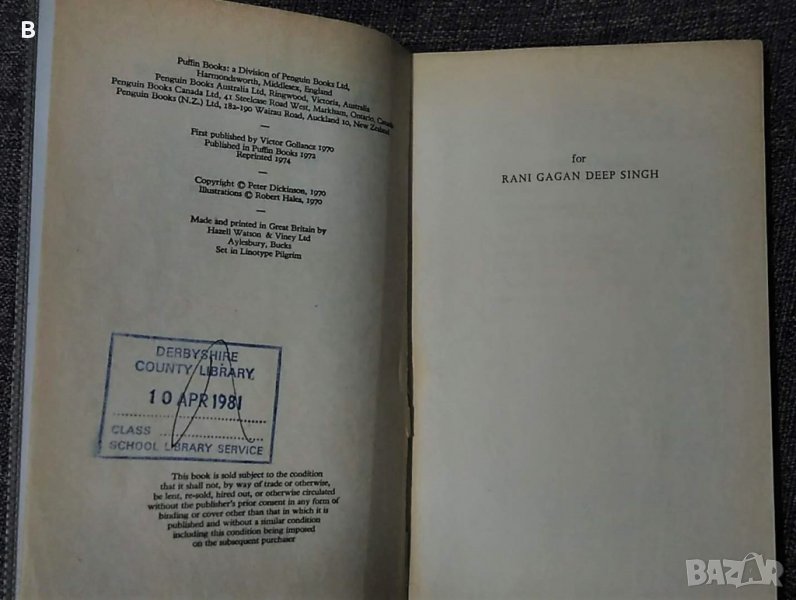 B
Puffin Books: a Division of Penguin Books Ltd,
Harmondsworth, Middlesex, England
Penguin Books Australia Ltd, Ringwood, Victoria, Australia
Penguin Books Canada Ltd, 41 Steelcase Road West, Markham, Ontario, Canada
Penguin Books (N.Z.) Ltd, 182-190 Wairau Road, Auckland 10, New Zealand
First published by Victor Gollancz 1970
Published in Puffin Books 1972
Reprinted 1974
Copyright © Peter Dickinson, 1970
Illustrations © Robert Hales, 1970
Made and printed in Great Britain by
Hazell Watson & Viney Ltd
Aylesbury, Bucks
Set in Linotype Pilgrim
DERBYSHIRE
COUNTY LIBRARY
10 APR 1981
CLASS
SCHOOL LIBRARY SERVICE
This book is sold subject to the condition
that it shall not, by way of trade or otherwise,
be lent, re-sold, hired out, or otherwise circulated
without the publisher's prior consent in any form of
binding or cover other than that in which it is
published and without a similar condition
including this condition being imposed
on the subsequent purchaser
for
RANI GAGAN DEEP SINGH
BAZAR